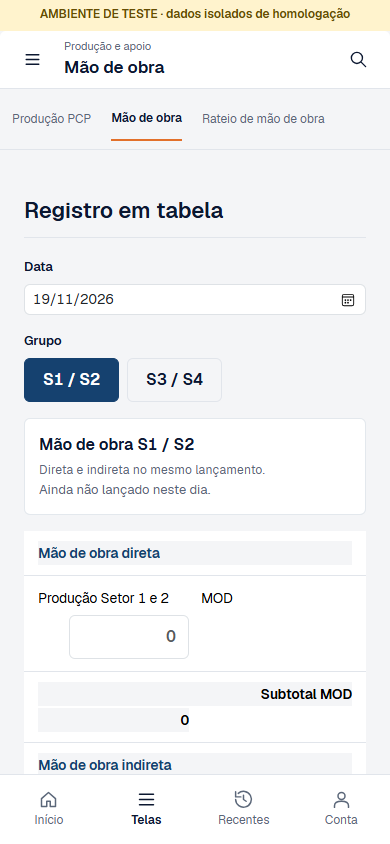 AMBIENTE DE TESTE · dados isolados de homologação
Produção e apoio
Mão de obra
Produção PCP
Mão de obra
Rateio de mão de obra
Registro em tabela
Data
19/11/2026
Grupo
S1 / S2
S3 / S4
Mão de obra S1 / S2
Direta e indireta no mesmo lançamento.
Ainda não lançado neste dia.
Mão de obra direta
Produção Setor 1 e 2
MOD
0
Subtotal MOD
0
Mão de obra indireta
Início
Telas
Recentes
Conta